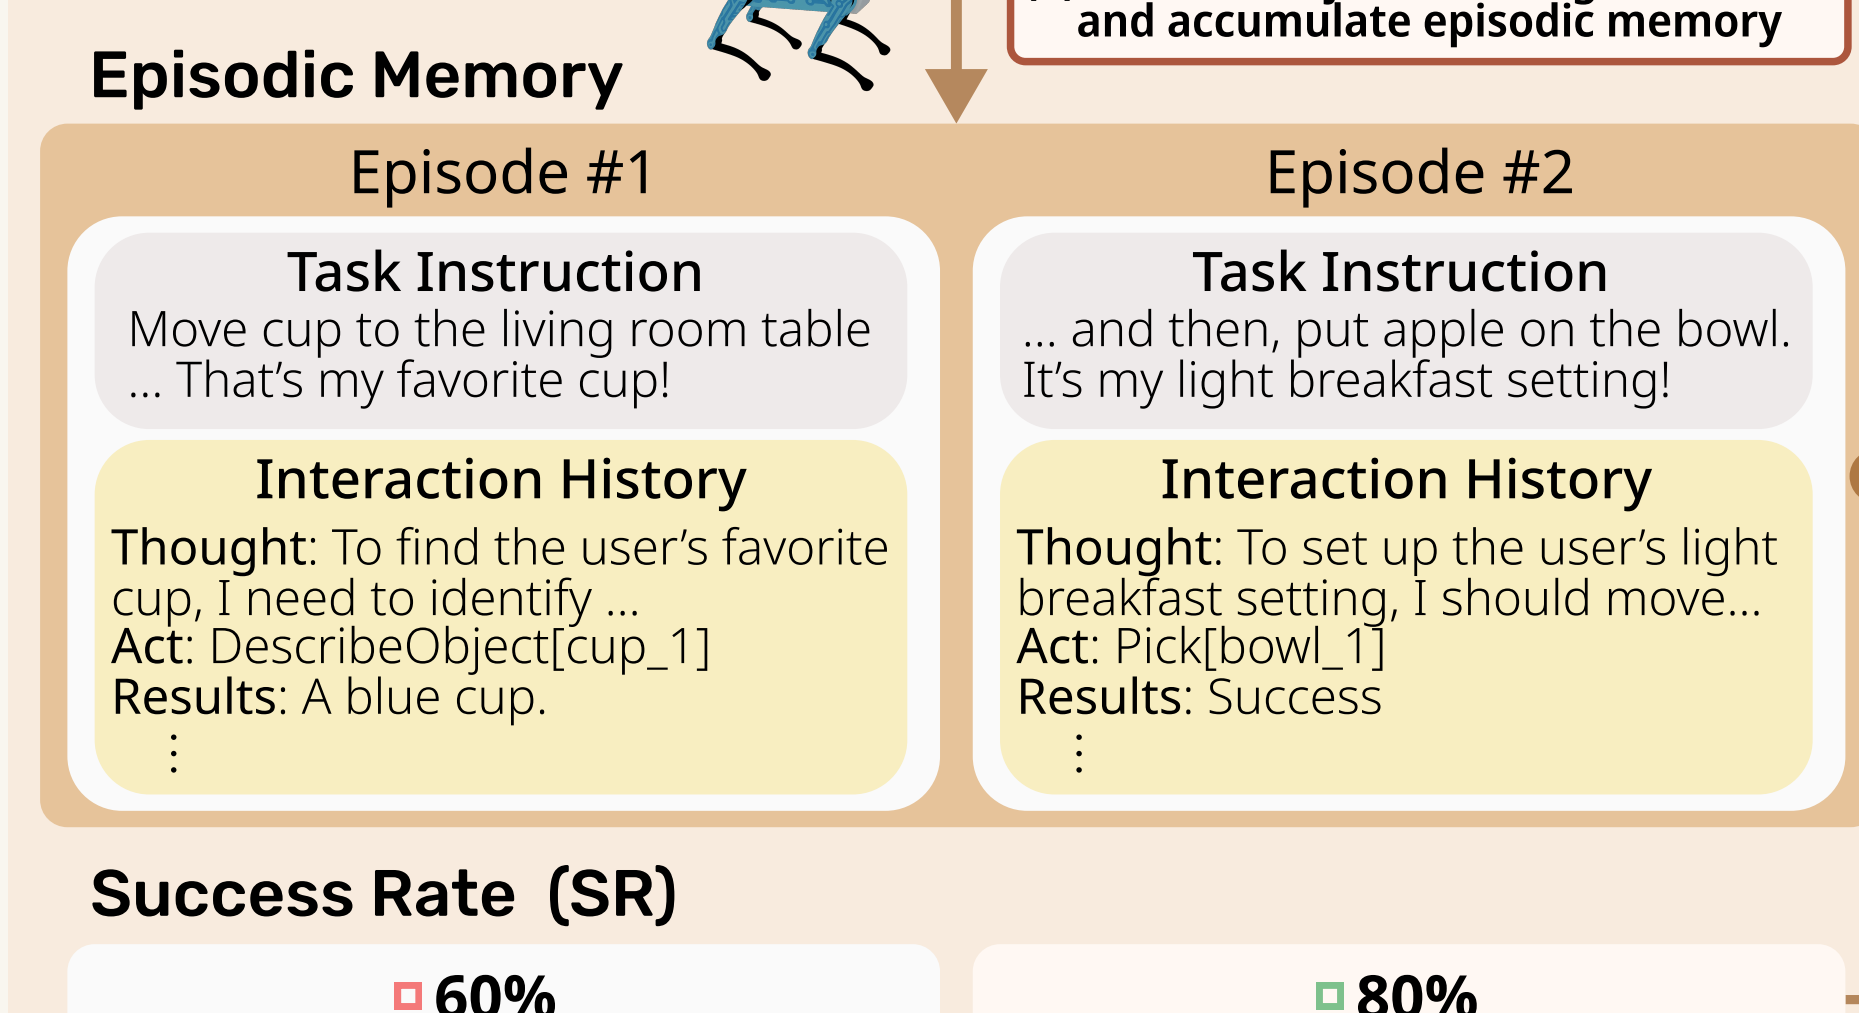 and accumulate episodic memory
Episodic Memory
Episode #1
Task Instruction
Move cup to the living room table
... That's my favorite cup!
Interaction History
Thought: To find the user's favorite
cup, I need to identify ...
Act: DescribeObject[cup_1]
Results: A blue cup.
⋮
Episode #2
Task Instruction
... and then, put apple on the bowl.
It's my light breakfast setting!
Interaction History
Thought: To set up the user's light
breakfast setting, I should move...
Act: Pick[bowl_1]
Results: Success
⋮
Success Rate (SR)
60%
80%